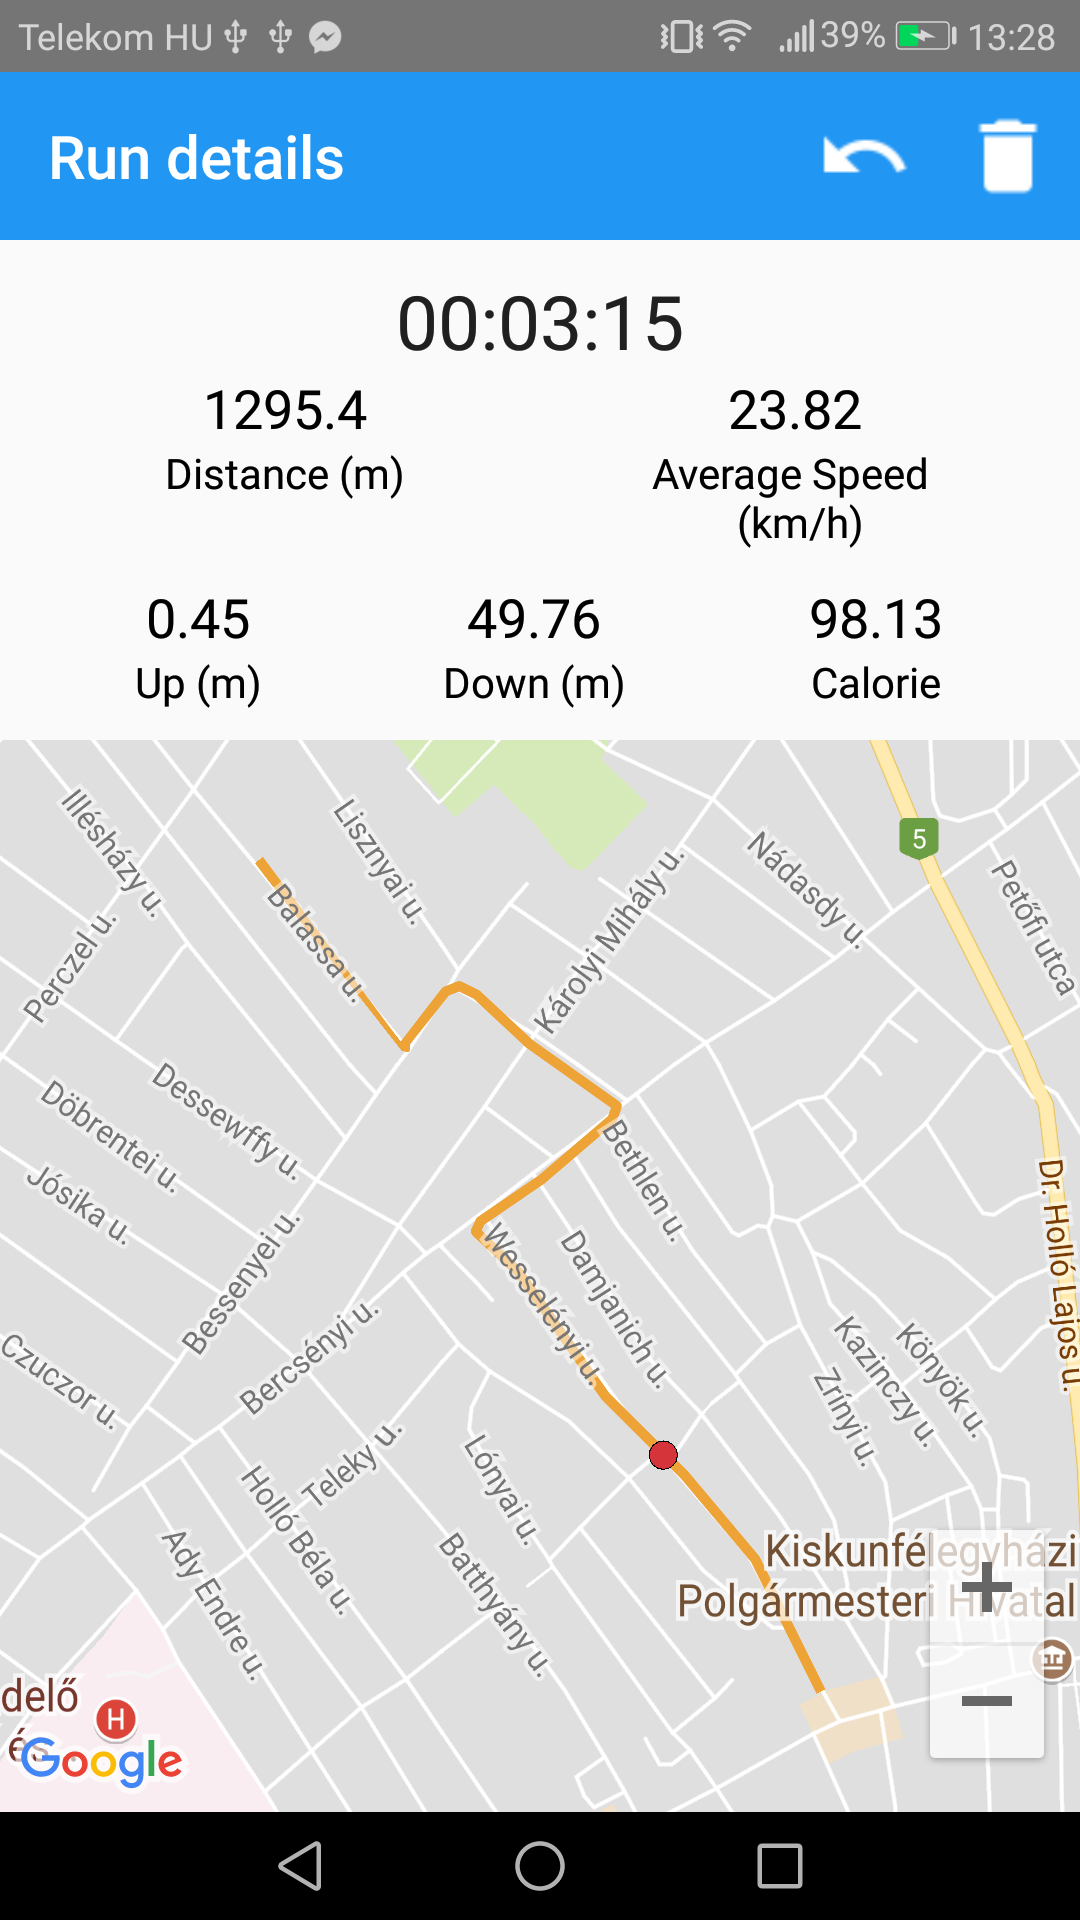 Telekom HU 39% 13:28
Run details
00:03:15
1295.4 23.82
Distance (m) Average Speed
(km/h)
0.45 49.76 98.13
Up (m) Down (m) Calorie
5
Illésházy u.
Lisznyai u.
Nádasdy u.
Petőfi utca
Balassa u.
Károlyi Mihály u.
Perczel u.
Dessewffy u.
Döbrentei u.
Bethlen u.
Jósika u.
Dr. Holló Lajos u.
Bessenyei u.
Wesselényi u.
Damjanich u.
Bercsényi u.
Czuczor u.
Kazinczy u.
Könyök u.
Zrínyi u.
Teleky u.
Lónyai u.
Holló Béla u.
Ady Endre u.
Batthyány u.
Kiskunfélegyházi
Polgármesteri Hivatal
delő
H
és
Google